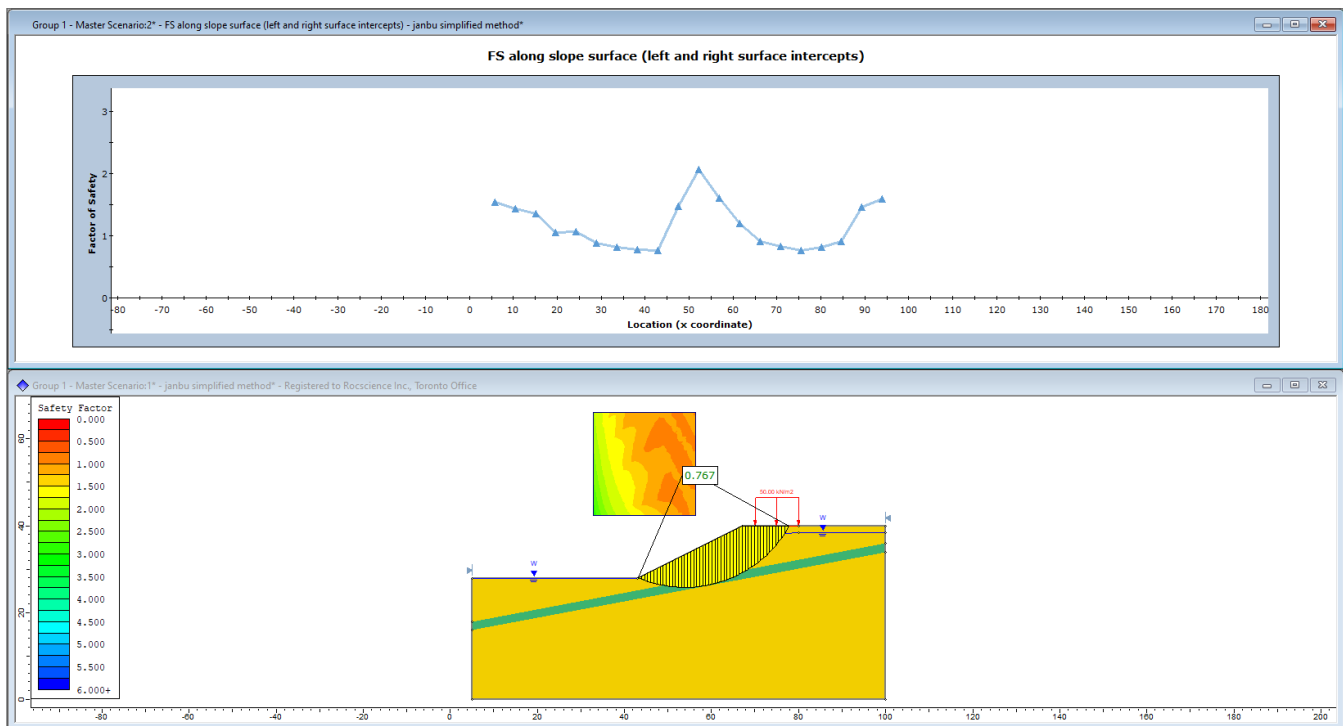 Group 1 - Master Scenario:2* - FS along slope surface (left and right surface intercepts) - janbu simplified method*
FS along slope surface (left and right surface intercepts)
Factor of Safety
3
2
1
0
-80 -70 -60 -50 -40 -30 -20 -10 0 10 20 30 40 50 60 70 80 90 100 110 120 130 140 150 160 170 180
Location (x coordinate)
Group 1 - Master Scenario:1* - janbu simplified method* - Registered to Rocscience Inc., Toronto Office
Safety Factor
0.000
0.500
1.000
1.500
2.000
2.500
3.000
3.500
4.000
4.500
5.000
5.500
6.000+
60
40
20
0
0.767
50.00 kN/m2
W
W
-80 -60 -40 -20 0 20 40 60 80 100 120 140 160 180 200